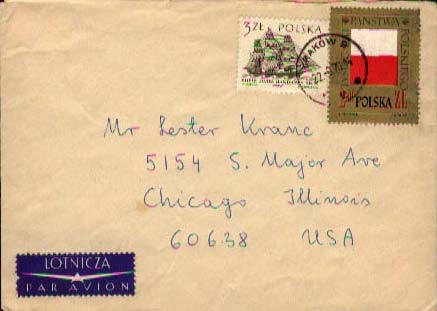 3 ZŁ POLSKA
PAŃSTWA
POLSKA ZŁ
KRAKÓW
Mr Lester Kranc
5154 S. Major Ave
Chicago Illinois
60638 USA
LOTNICZA
PAR AVION